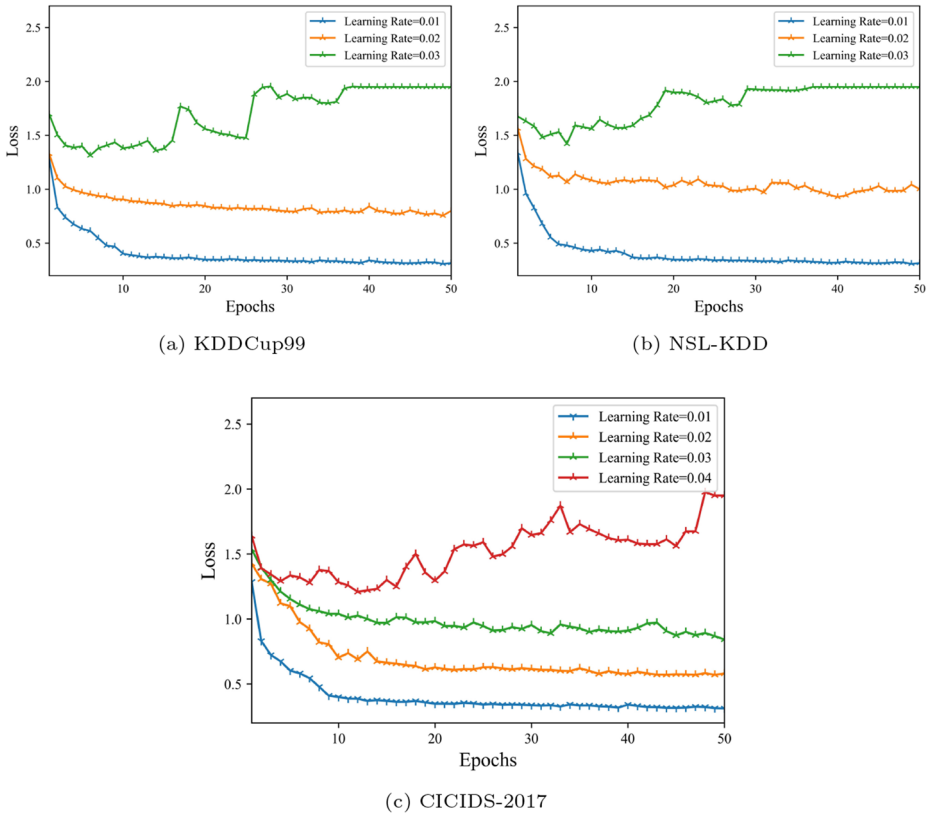 Learning Rate=0.01
Learning Rate=0.02
Learning Rate=0.03
2.5
2.0
1.5
1.0
0.5
Loss
10 20 30 40 50
Epochs
(a) KDDCup99
Learning Rate=0.01
Learning Rate=0.02
Learning Rate=0.03
2.5
2.0
1.5
1.0
0.5
Loss
10 20 30 40 50
Epochs
(b) NSL-KDD
Learning Rate=0.01
Learning Rate=0.02
Learning Rate=0.03
Learning Rate=0.04
2.5
2.0
1.5
1.0
0.5
Loss
10 20 30 40 50
Epochs
(c) CICIDS-2017